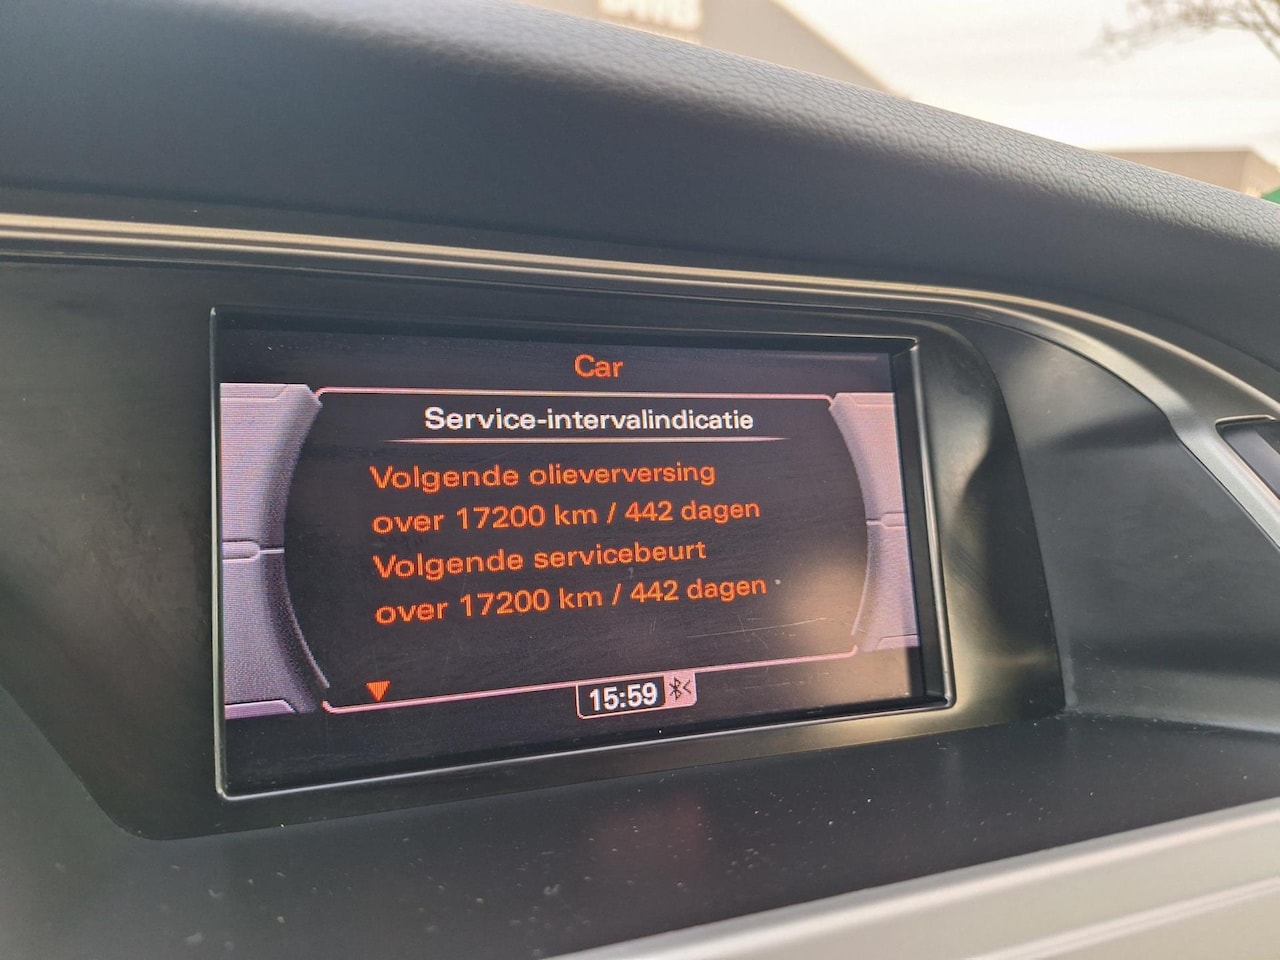 Car
Service-intervalindicatie
Volgende olieverversing
over 17200 km / 442 dagen
Volgende servicebeurt
over 17200 km / 442 dagen
15:59